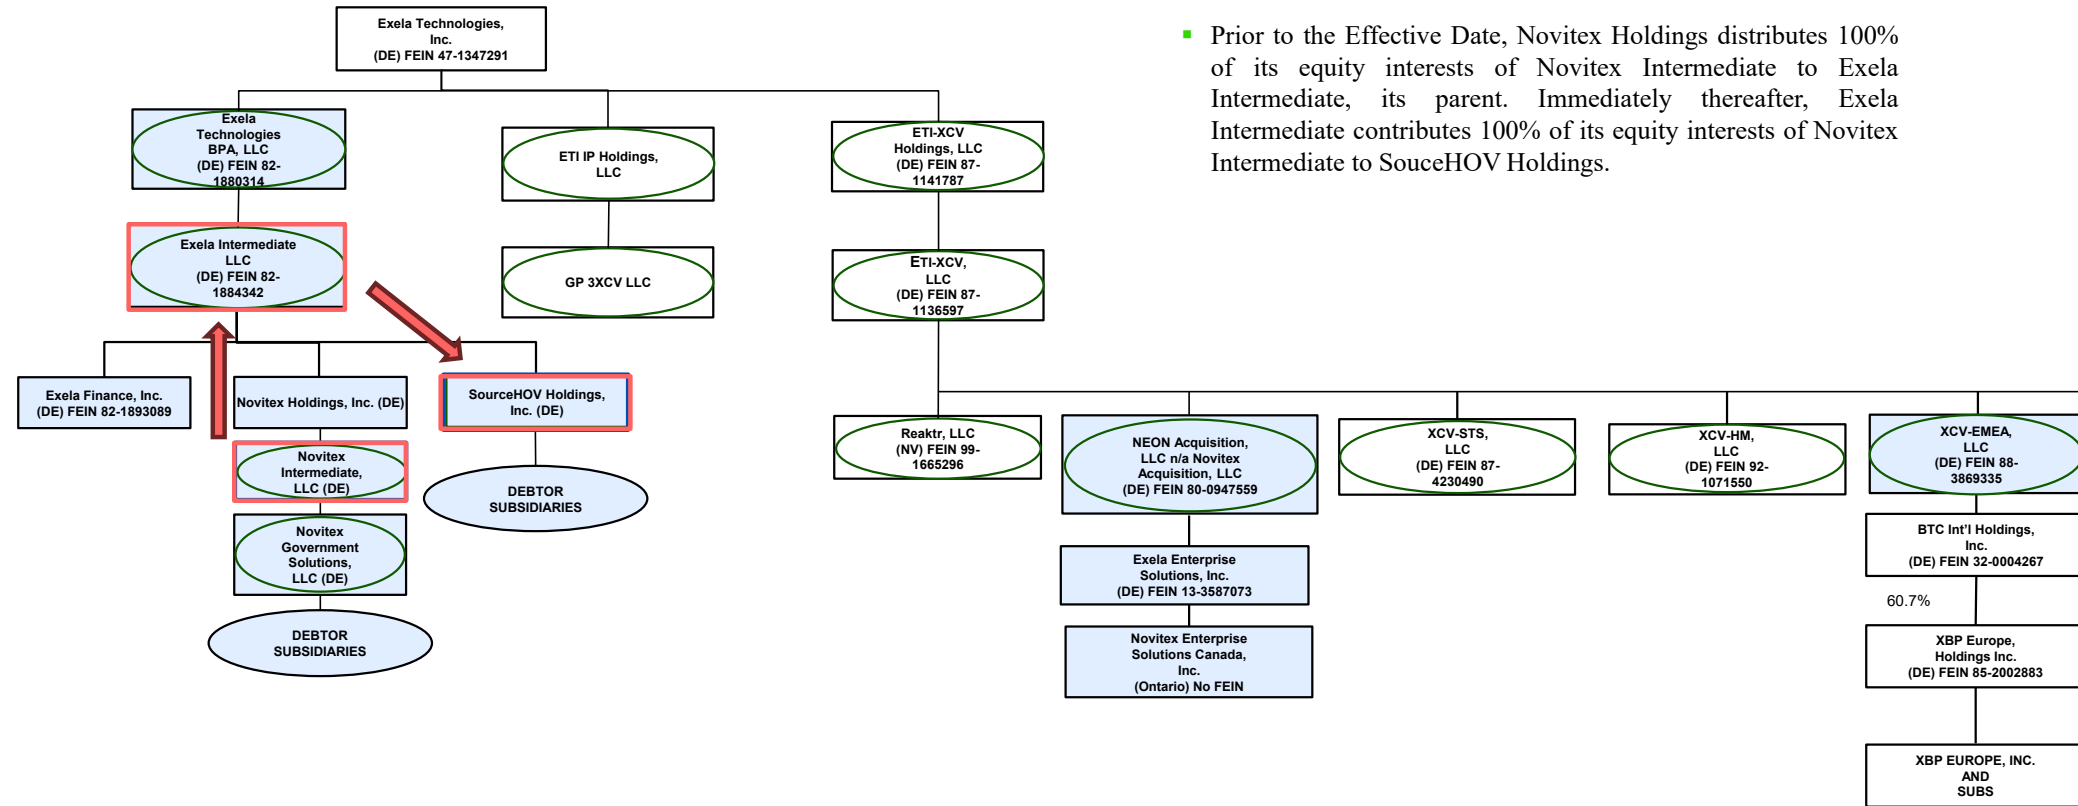 Exela Technologies,
Inc.
(DE) FEIN 47-1347291
▪ Prior to the Effective Date, Novitex Holdings distributes 100%
of its equity interests of Novitex Intermediate to Exela
Intermediate, its parent. Immediately thereafter, Exela
Intermediate contributes 100% of its equity interests of Novitex
Intermediate to SouceHOV Holdings.
Exela
Technologies
BPA, LLC
(DE) FEIN 82-
1880314
ETI IP Holdings,
LLC
ETI-XCV
Holdings, LLC
(DE) FEIN 87-
1141787
Exela Intermediate
LLC
(DE) FEIN 82-
1884342
GP 3XCV LLC
ETI-XCV,
LLC
(DE) FEIN 87-
1136597
Exela Finance, Inc.
(DE) FEIN 82-1893089
Novitex Holdings, Inc. (DE)
SourceHOV Holdings,
Inc. (DE)
Novitex
Intermediate,
LLC (DE)
DEBTOR
SUBSIDIARIES
Novitex
Government
Solutions,
LLC (DE)
DEBTOR
SUBSIDIARIES
Reaktr, LLC
(NV) FEIN 99-
1665296
NEON Acquisition,
LLC n/a Novitex
Acquisition, LLC
(DE) FEIN 80-0947559
XCV-STS,
LLC
(DE) FEIN 87-
4230490
XCV-HM,
LLC
(DE) FEIN 92-
1071550
XCV-EMEA,
LLC
(DE) FEIN 88-
3869335
Exela Enterprise
Solutions, Inc.
(DE) FEIN 13-3587073
Novitex Enterprise
Solutions Canada,
Inc.
(Ontario) No FEIN
BTC Int'l Holdings,
Inc.
(DE) FEIN 32-0004267
60.7%
XBP Europe,
Holdings Inc.
(DE) FEIN 85-2002883
XBP EUROPE, INC.
AND
SUBS